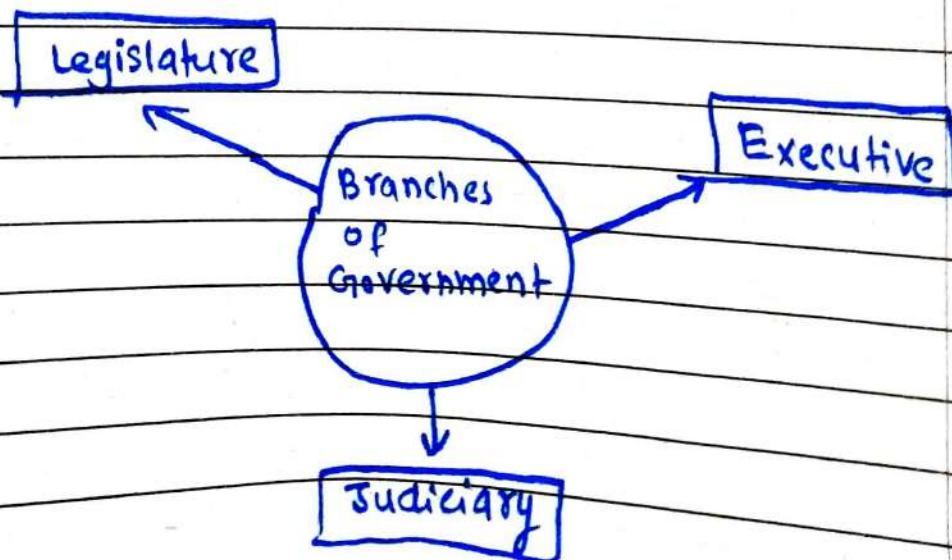 Legislature
Executive
Branches
of
Government
Judiciary